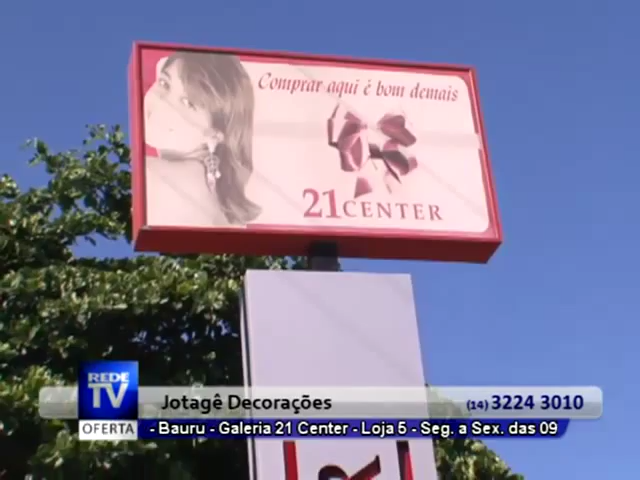 Comprar aqui é bom demais
21CENTER
REDE
TV
OFERTA
Jotagê Decorações
(14) 3224 3010
- Bauru - Galeria 21 Center - Loja 5 - Seg. a Sex. das 09